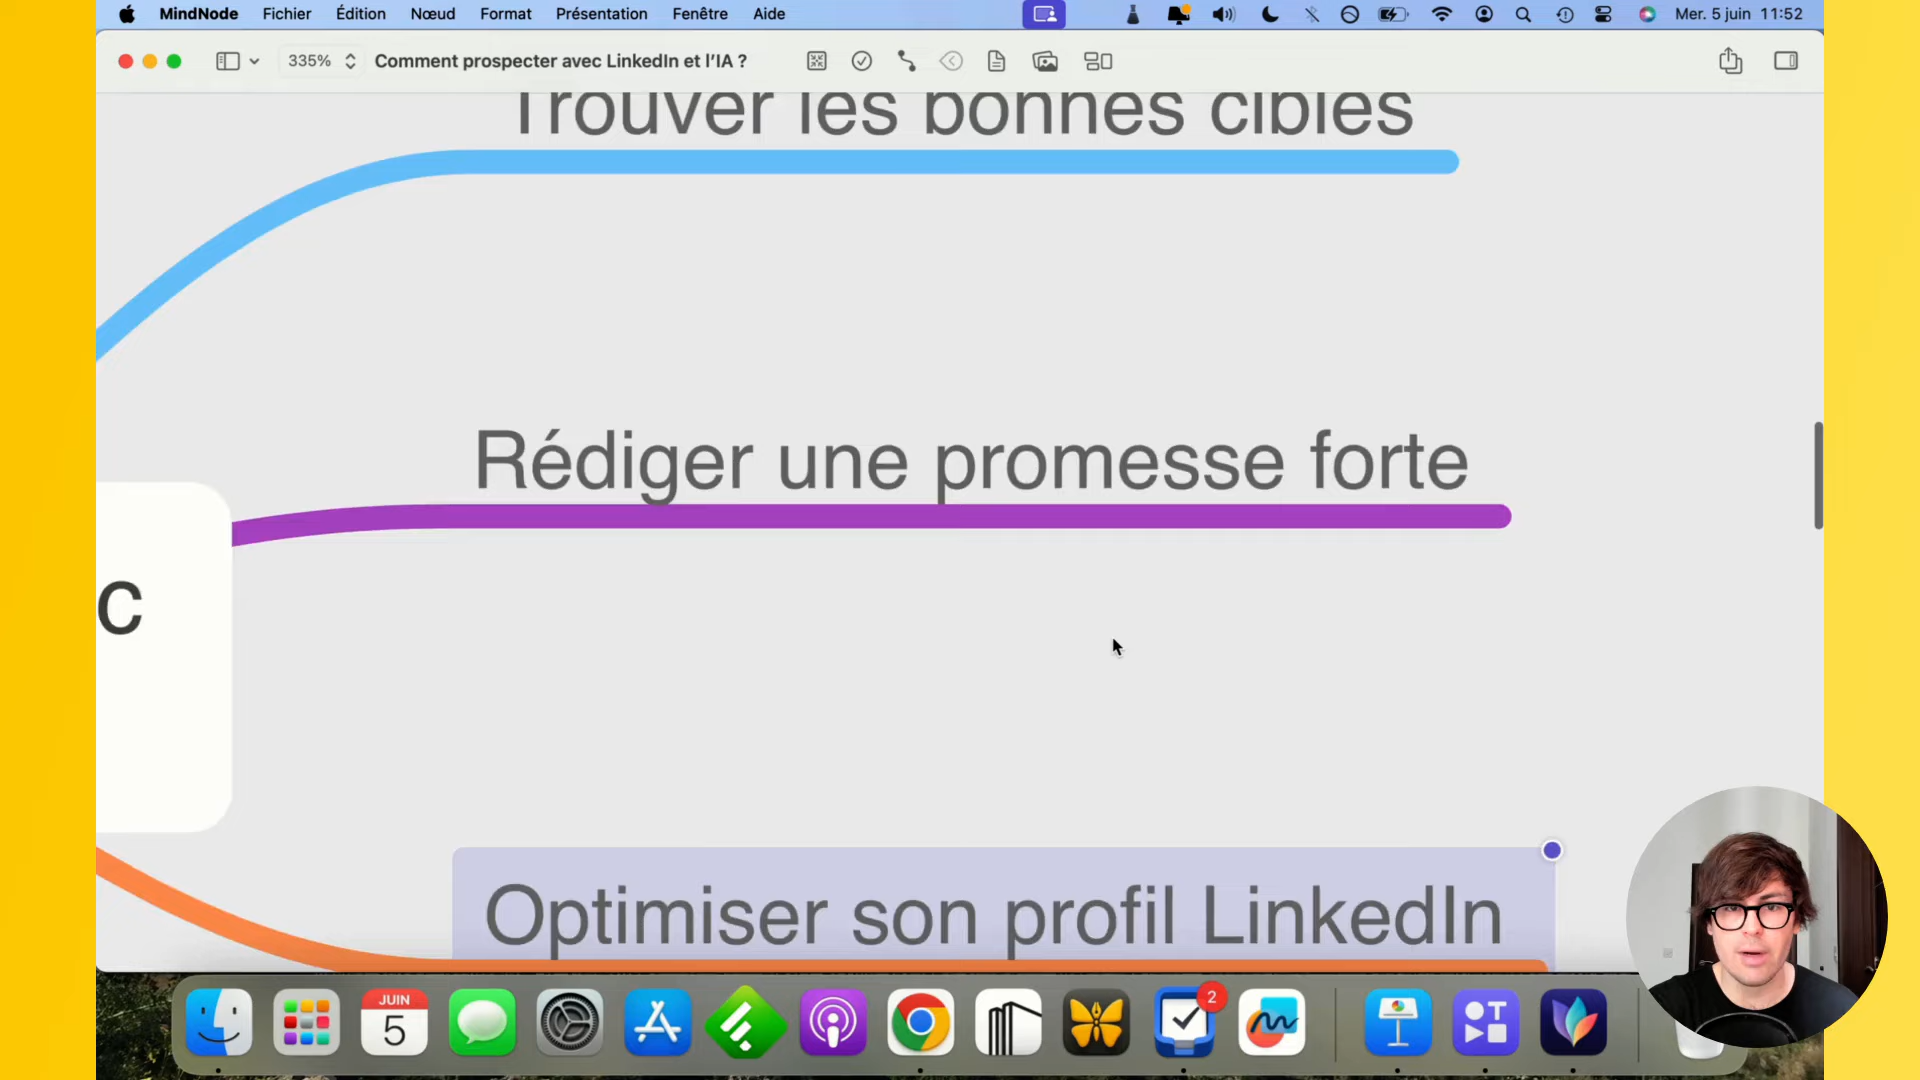 MindNode Fichier Édition Nœud Format Présentation Fenêtre Aide Mer. 5 juin 11:52
335% Comment prospecter avec LinkedIn et l'IA ?
Trouver les bonnes cibles
Rédiger une promesse forte
c
Optimiser son profil LinkedIn
JUIN
5
2
T